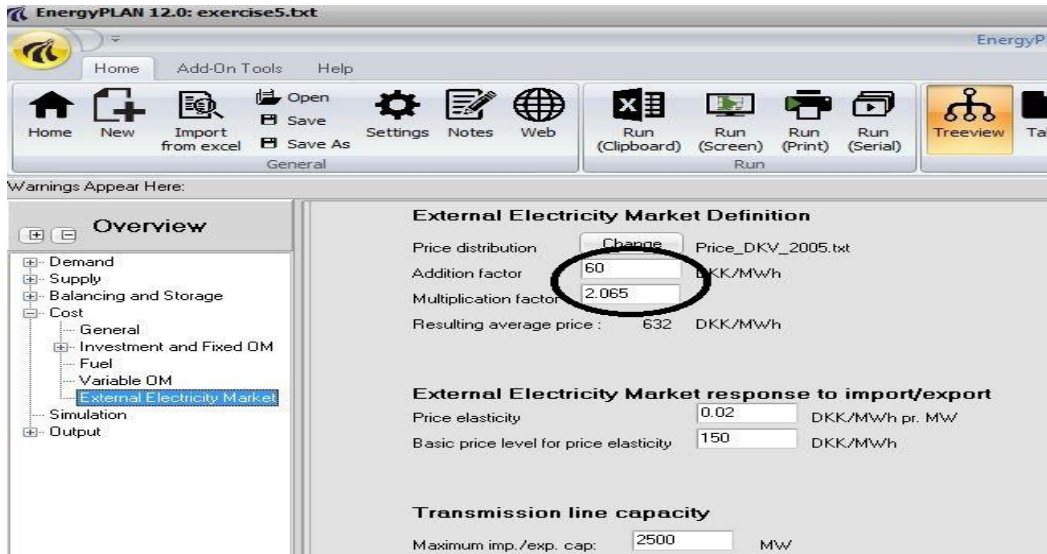 EnergyPLAN 12.0: exercise5.txt
EnergyP
Home Add-On Tools Help
Home
New
Import from excel
Open
Save
Save As
Settings
Notes
Web
Run (Clipboard)
Run (Screen)
Run (Print)
Run (Serial)
Treeview
Ta
General
Run
Warnings Appear Here:
Overview
Demand
Supply
Balancing and Storage
Cost
General
Investment and Fixed OM
Fuel
Variable OM
External Electricity Market
Simulation
Output
External Electricity Market Definition
Price distribution Change Price_DKV_2005.txt
Addition factor 60 DKK/MWh
Multiplication factor 2.065
Resulting average price : 632 DKK/MWh
External Electricity Market response to import/export
Price elasticity 0.02 DKK/MWh pr. MW
Basic price level for price elasticity 150 DKK/MWh
Transmission line capacity
Maximum imp./exp. cap: 2500 MW